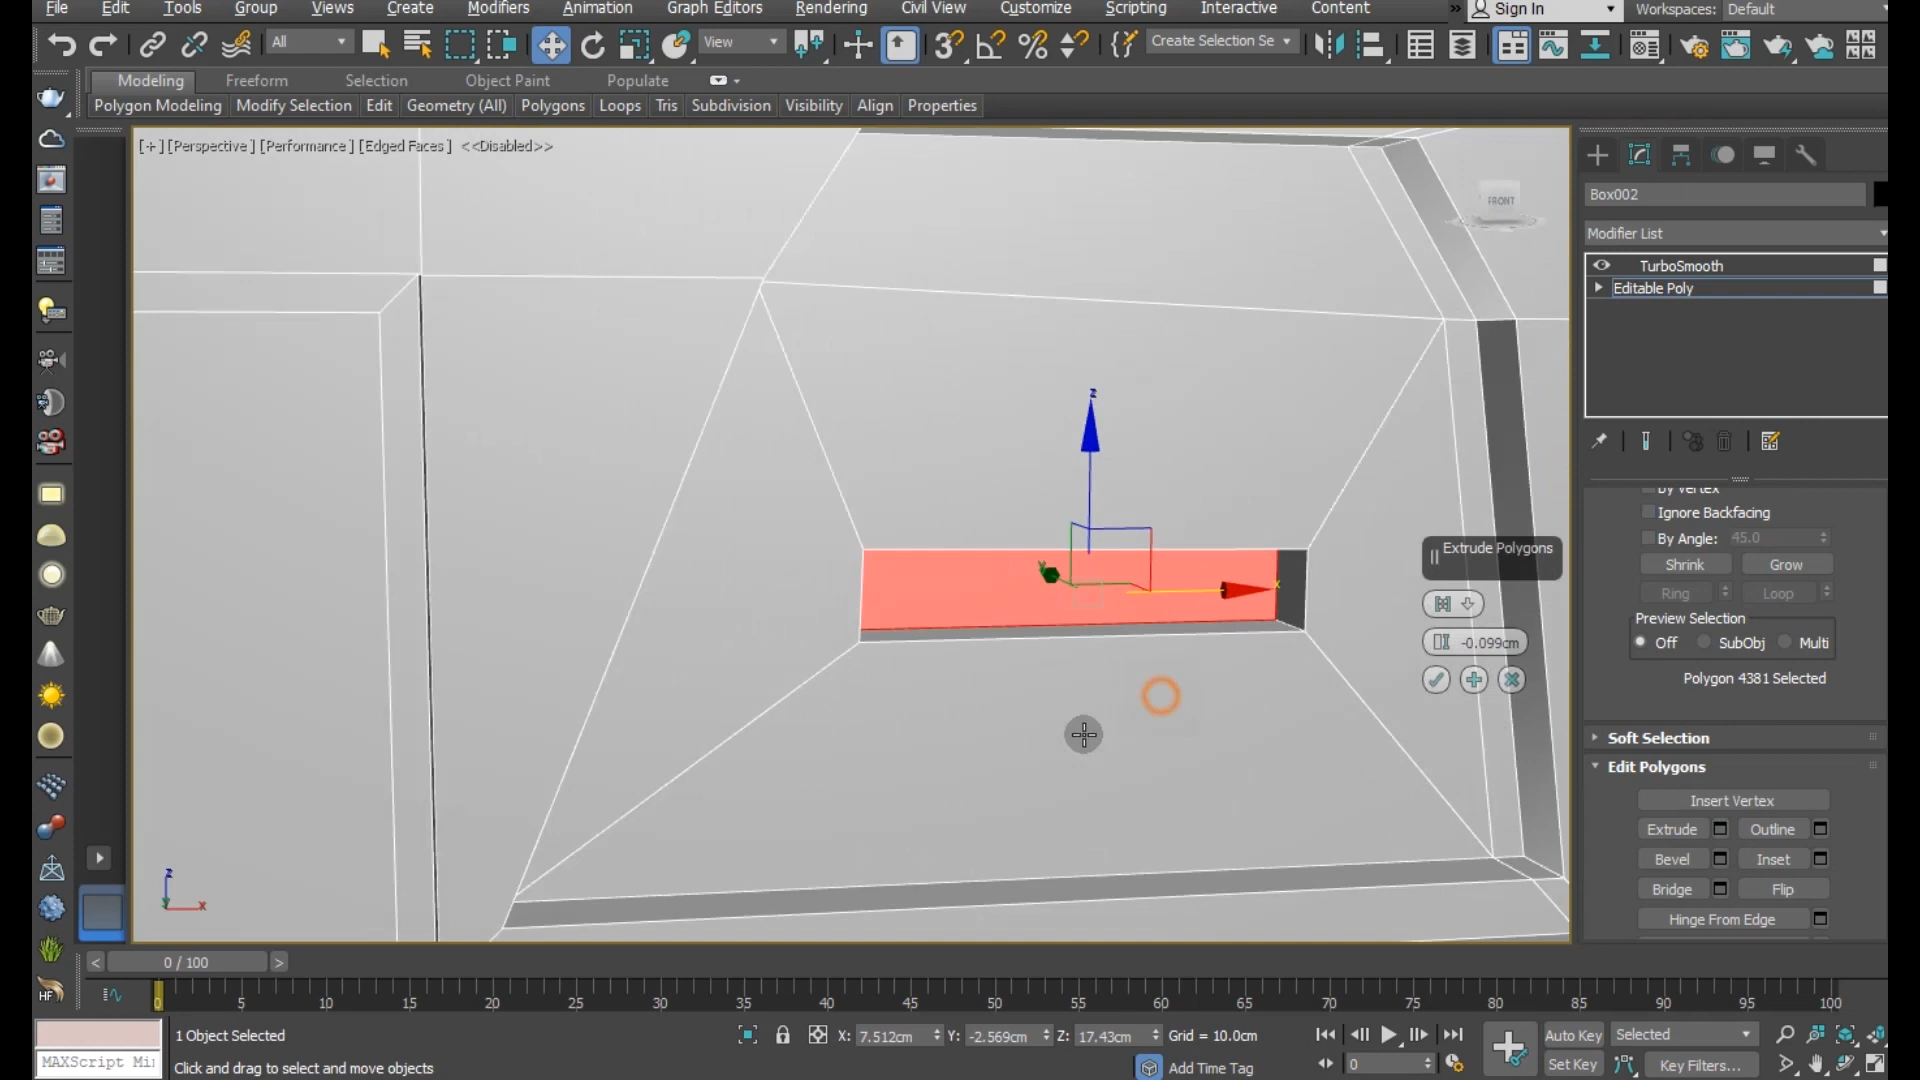 File Edit Tools Group Views Create Modifiers Animation Graph Editors Rendering Civil View Customize Scripting Interactive Content » Sign In Workspaces: Default
All View Create Selection Se
Modeling Freeform Selection Object Paint Populate
Polygon Modeling Modify Selection Edit Geometry (All) Polygons Loops Tris Subdivision Visibility Align Properties
[+] [Perspective] [Performance] [Edged Faces] <<Disabled>>
FRONT
Box002
Modifier List
TurboSmooth
Editable Poly
By Vertex
Ignore Backfacing
By Angle: 45.0
Shrink Grow
Ring Loop
Preview Selection
Off SubObj Multi
Polygon 4381 Selected
Soft Selection
Edit Polygons
Insert Vertex
Extrude Outline
Bevel Inset
Bridge Flip
Hinge From Edge
z
y
x
Extrude Polygons
-0.099cm
z
y x
< 0 / 100 >
0 5 10 15 20 25 30 35 40 45 50 55 60 65 70 75 80 85 90 95 100
HF
1 Object Selected X: 7.512cm Y: -2.569cm Z: 17.43cm Grid = 10.0cm Auto Key Selected
MAXScript Mi Click and drag to select and move objects Add Time Tag 0 Set Key Key Filters...